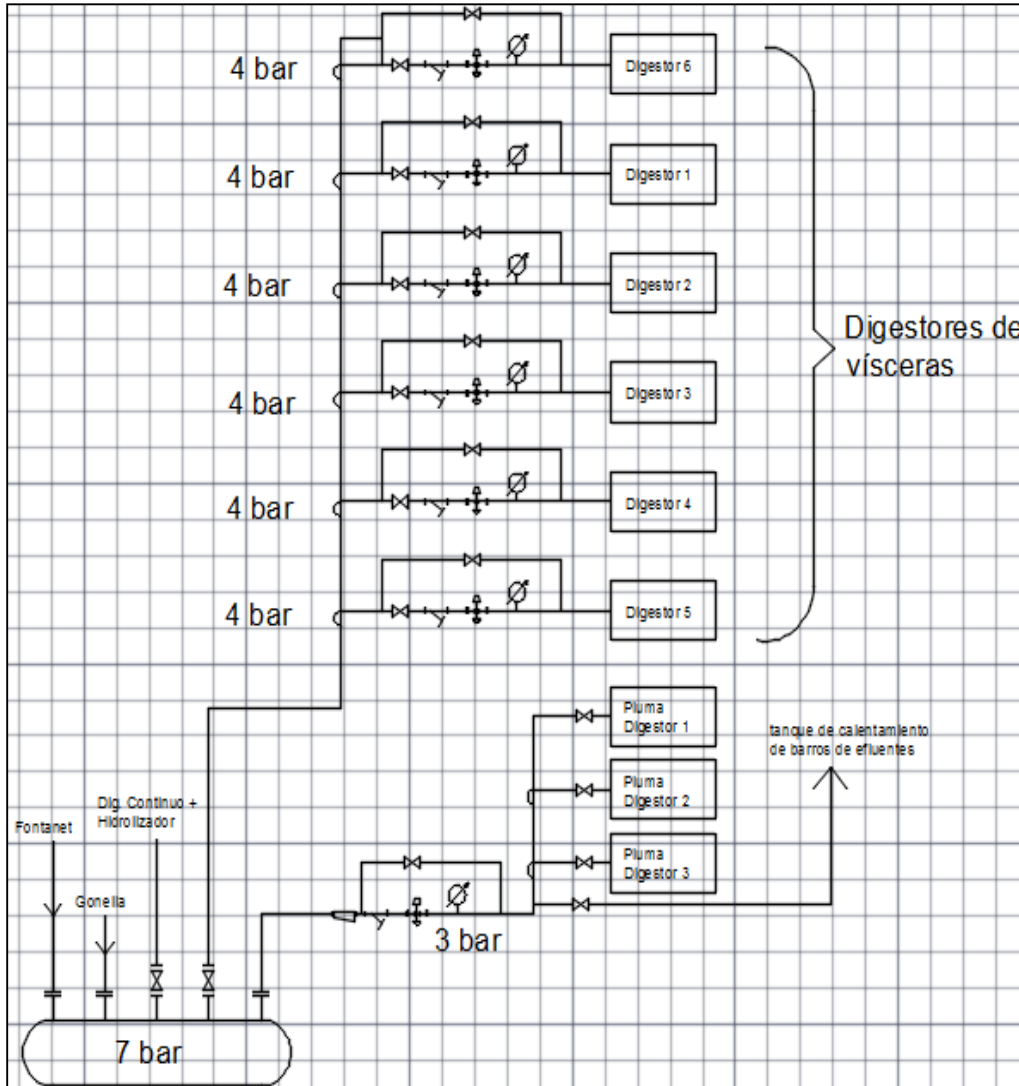 4 bar
Digestor 6
4 bar
Digestor 1
4 bar
Digestor 2
Digestores de
vísceras
4 bar
Digestor 3
4 bar
Digestor 4
4 bar
Digestor 5
Pluma
Digestor 1
tanque de calentamiento
de barros de efluentes
Pluma
Digestor 2
Dig. Continuo +
Hidrolizador
Fontanet
Pluma
Digestor 3
Gonella
3 bar
7 bar